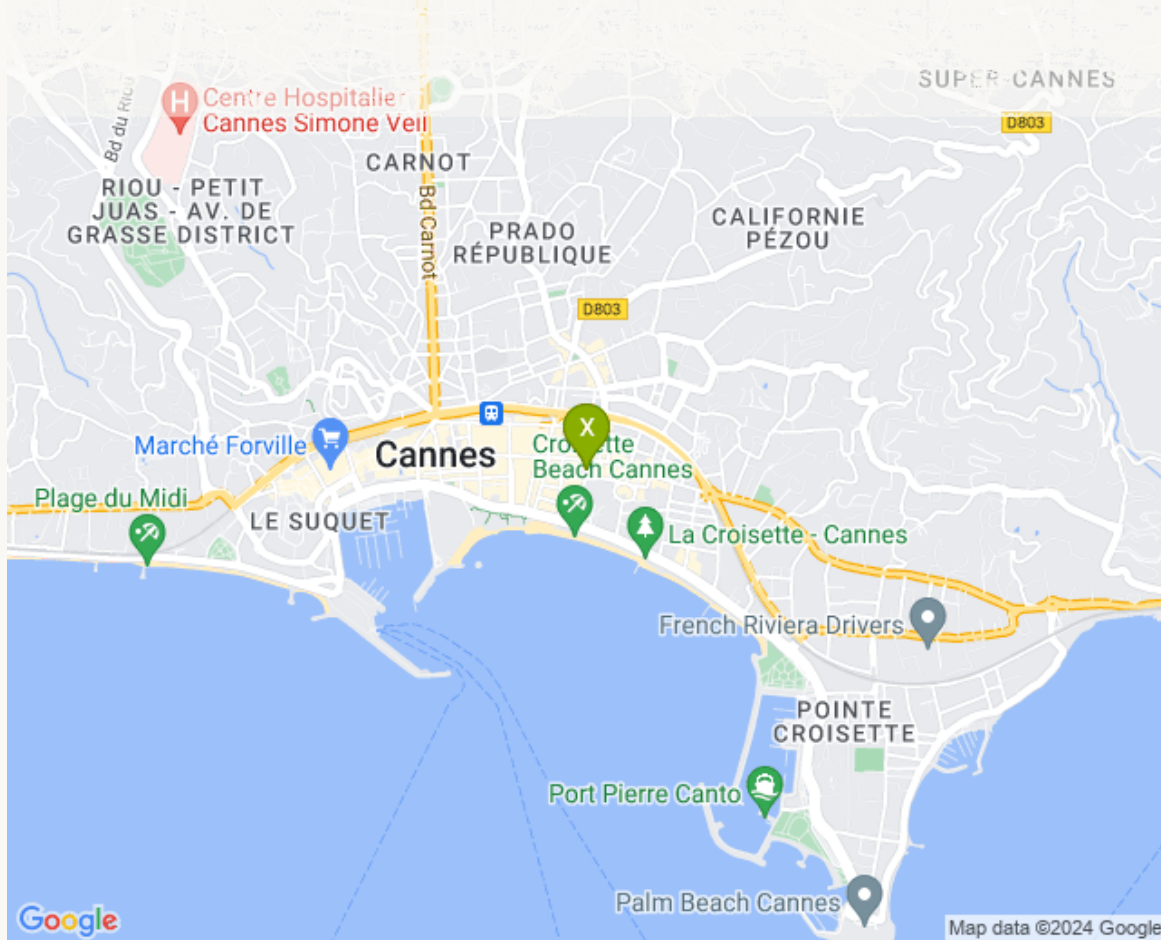 SUPER-CANNES
H
Centre Hospitalier
Cannes Simone Veil
D803
Bd du Riou
CARNOT
RIOU - PETIT
JUAS - AV. DE
GRASSE DISTRICT
Bd Carnot
PRADO
RÉPUBLIQUE
CALIFORNIE
PÉZOU
D803
X
Marché Forville
Cannes
Croisette
Beach Cannes
Plage du Midi
LE SUQUET
La Croisette - Cannes
French Riviera Drivers
POINTE
CROISETTE
Port Pierre Canto
Palm Beach Cannes
Google
Map data ©2024 Google